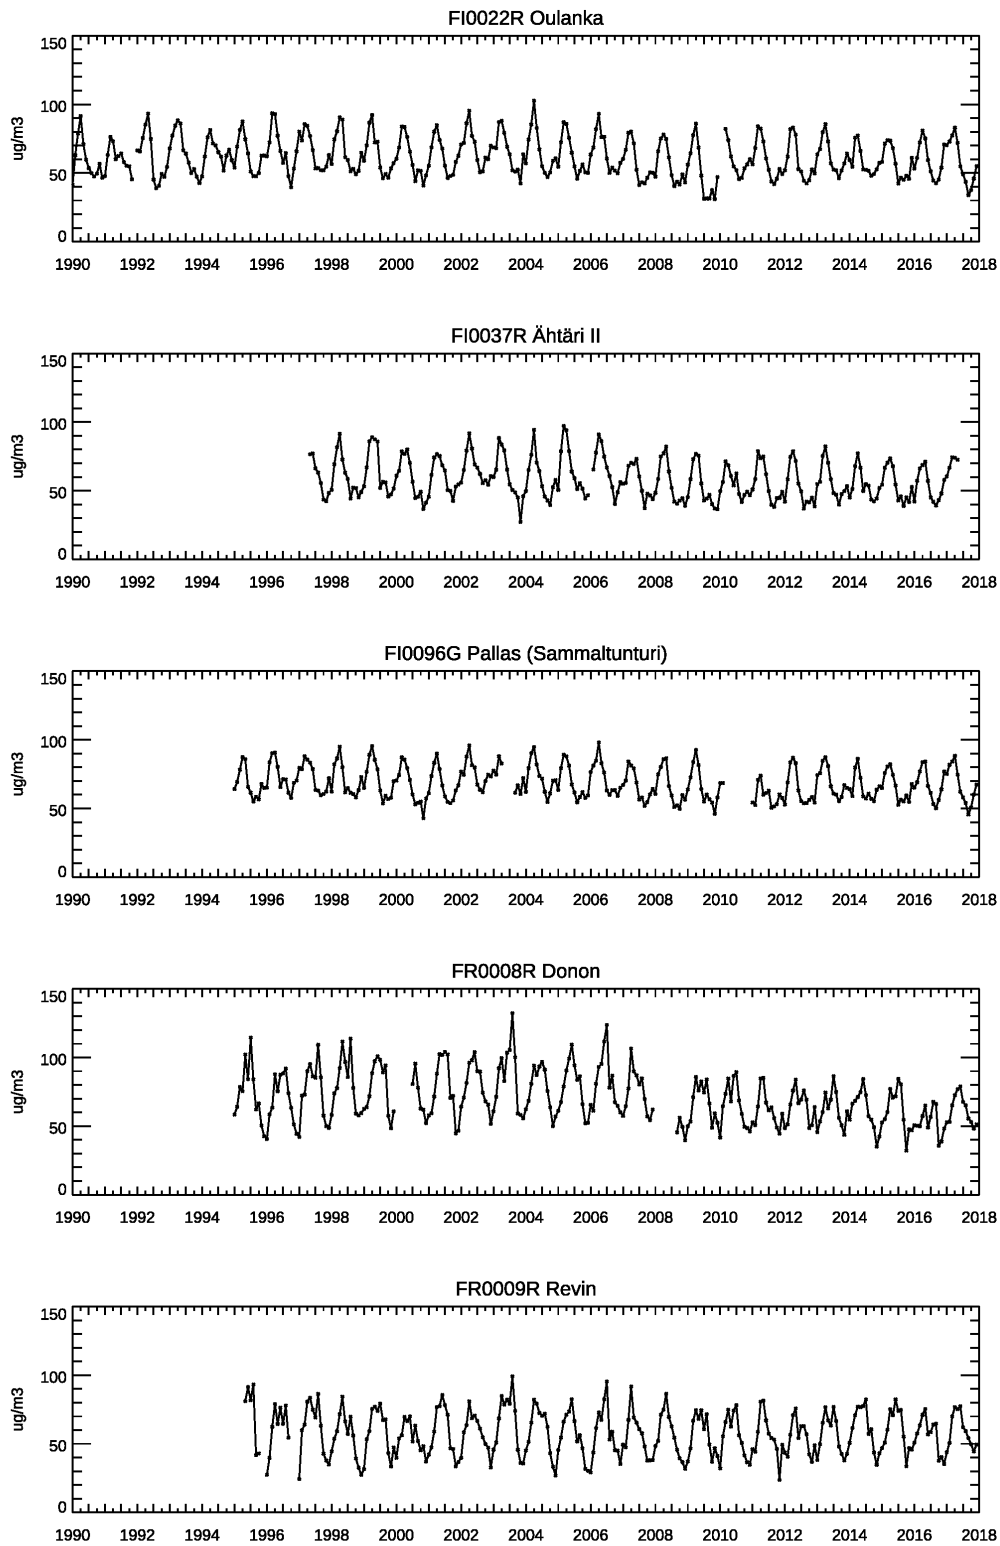 FI0022R Oulanka
150
100
ug/m3
50
0
1990 1992 1994 1996 1998 2000 2002 2004 2006 2008 2010 2012 2014 2016 2018
FI0037R Ähtäri II
150
100
ug/m3
50
0
1990 1992 1994 1996 1998 2000 2002 2004 2006 2008 2010 2012 2014 2016 2018
FI0096G Pallas (Sammaltunturi)
150
100
ug/m3
50
0
1990 1992 1994 1996 1998 2000 2002 2004 2006 2008 2010 2012 2014 2016 2018
FR0008R Donon
150
100
ug/m3
50
0
1990 1992 1994 1996 1998 2000 2002 2004 2006 2008 2010 2012 2014 2016 2018
FR0009R Revin
150
100
ug/m3
50
0
1990 1992 1994 1996 1998 2000 2002 2004 2006 2008 2010 2012 2014 2016 2018